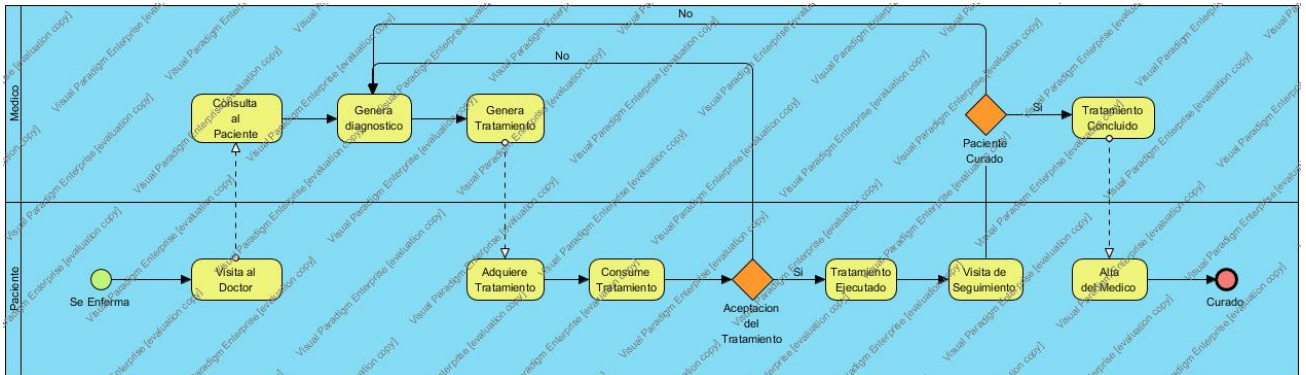 No
No
Medico
Consulta
al
Paciente
Genera
diagnostico
Genera
Tratamiento
Paciente
Curado
Si
Tratamiento
Concluido
Paciente
Se Enferma
Visita al
Doctor
Adquiere
Tratamiento
Consume
Tratamiento
Aceptacion
del
Tratamiento
Si
Tratamiento
Ejecutado
Visita de
Seguimiento
Alta
del Medico
Curado
Visual Paradigm Enterprise [evaluation copy]